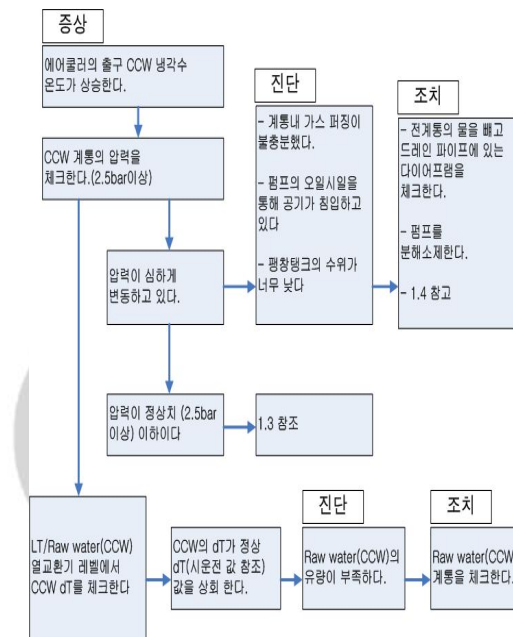 증상
에어쿨러의 출구 CCW 냉각수
온도가 상승한다.
CCW 계통의 압력을
체크한다.(2.5bar이상)
압력이 심하게
변동하고 있다.
진단
- 계통내 가스 퍼징이
불충분했다.
- 펌프의 오일시일을
통해 공기가 침입하고
있다
- 팽창탱크의 수위가
너무 낮다
조치
- 전계통의 물을 빼고
드레인 파이프에 있는
다이어프램을
체크한다.
- 펌프를
분해소제한다.
- 1.4 참고
압력이 정상치 (2.5bar
이상) 이하이다
1.3 참조
LT/Raw water(CCW)
열교환기 레벨에서
CCW dT를 체크한다
CCW의 dT가 정상
dT(시운전 값 참조)
값을 상회 한다.
진단
Raw water(CCW)의
유량이 부족하다.
조치
Raw water(CCW)
계통을 체크한다.